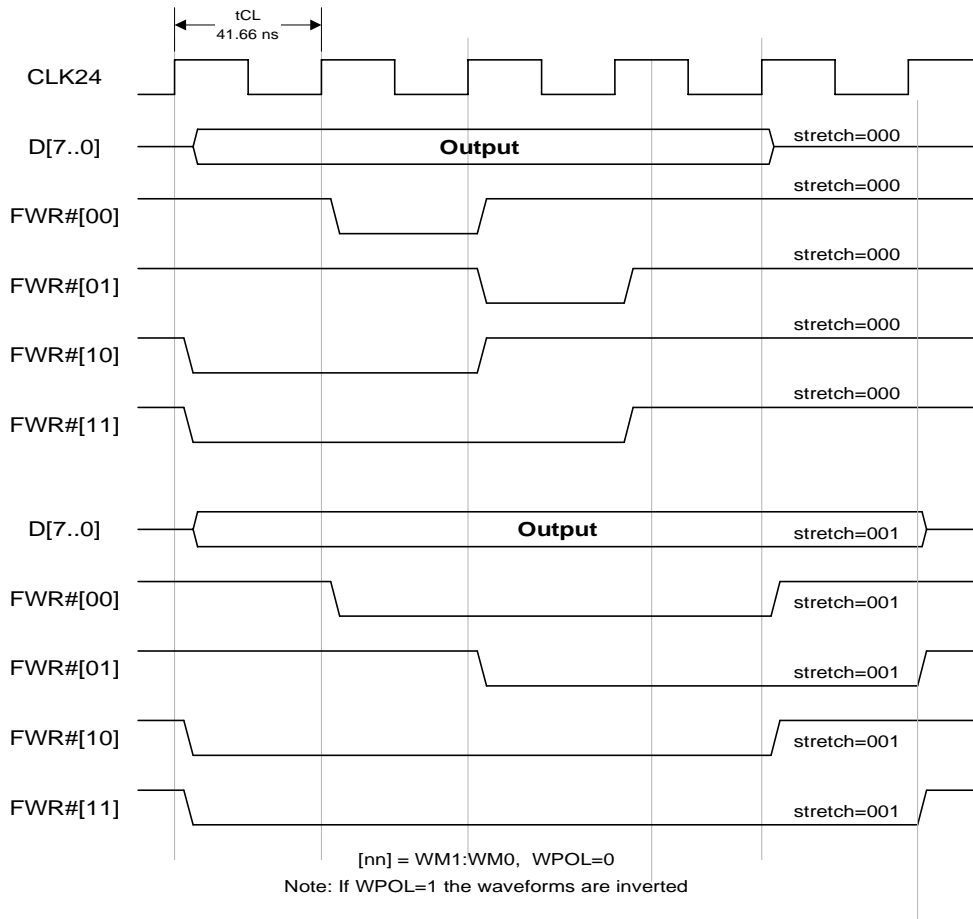 tCL
41.66 ns
CLK24
D[7..0]
Output
stretch=000
FWR#[00]
stretch=000
FWR#[01]
stretch=000
FWR#[10]
stretch=000
FWR#[11]
stretch=000
D[7..0]
Output
stretch=001
FWR#[00]
stretch=001
FWR#[01]
stretch=001
FWR#[10]
stretch=001
FWR#[11]
stretch=001
[nn] = WM1:WM0, WPOL=0
Note: If WPOL=1 the waveforms are inverted